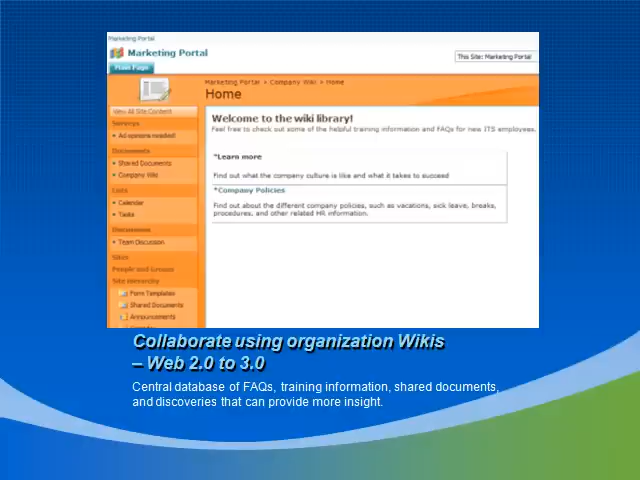 Marketing Portal
Marketing Portal
This Site: Marketing Portal
Main Page
Marketing Portal > Company Wiki > Home
Home
View All Site Content
Surveys
Ad opinions needed!
Documents
Shared Documents
Company Wiki
Lists
Calendar
Tasks
Discussions
Team Discussion
Sites
People and Groups
Site Hierarchy
Form Templates
Shared Documents
Announcements
Calendar
Welcome to the wiki library!
Feel free to check out some of the helpful training information and FAQs for new ITS employees.
*Learn more
Find out what the company culture is like and what it takes to succeed
*Company Policies
Find out about the different company policies, such as vacations, sick leave, breaks,
procedures, and other related HR information.
Collaborate using organization Wikis
– Web 2.0 to 3.0
Central database of FAQs, training information, shared documents,
and discoveries that can provide more insight.